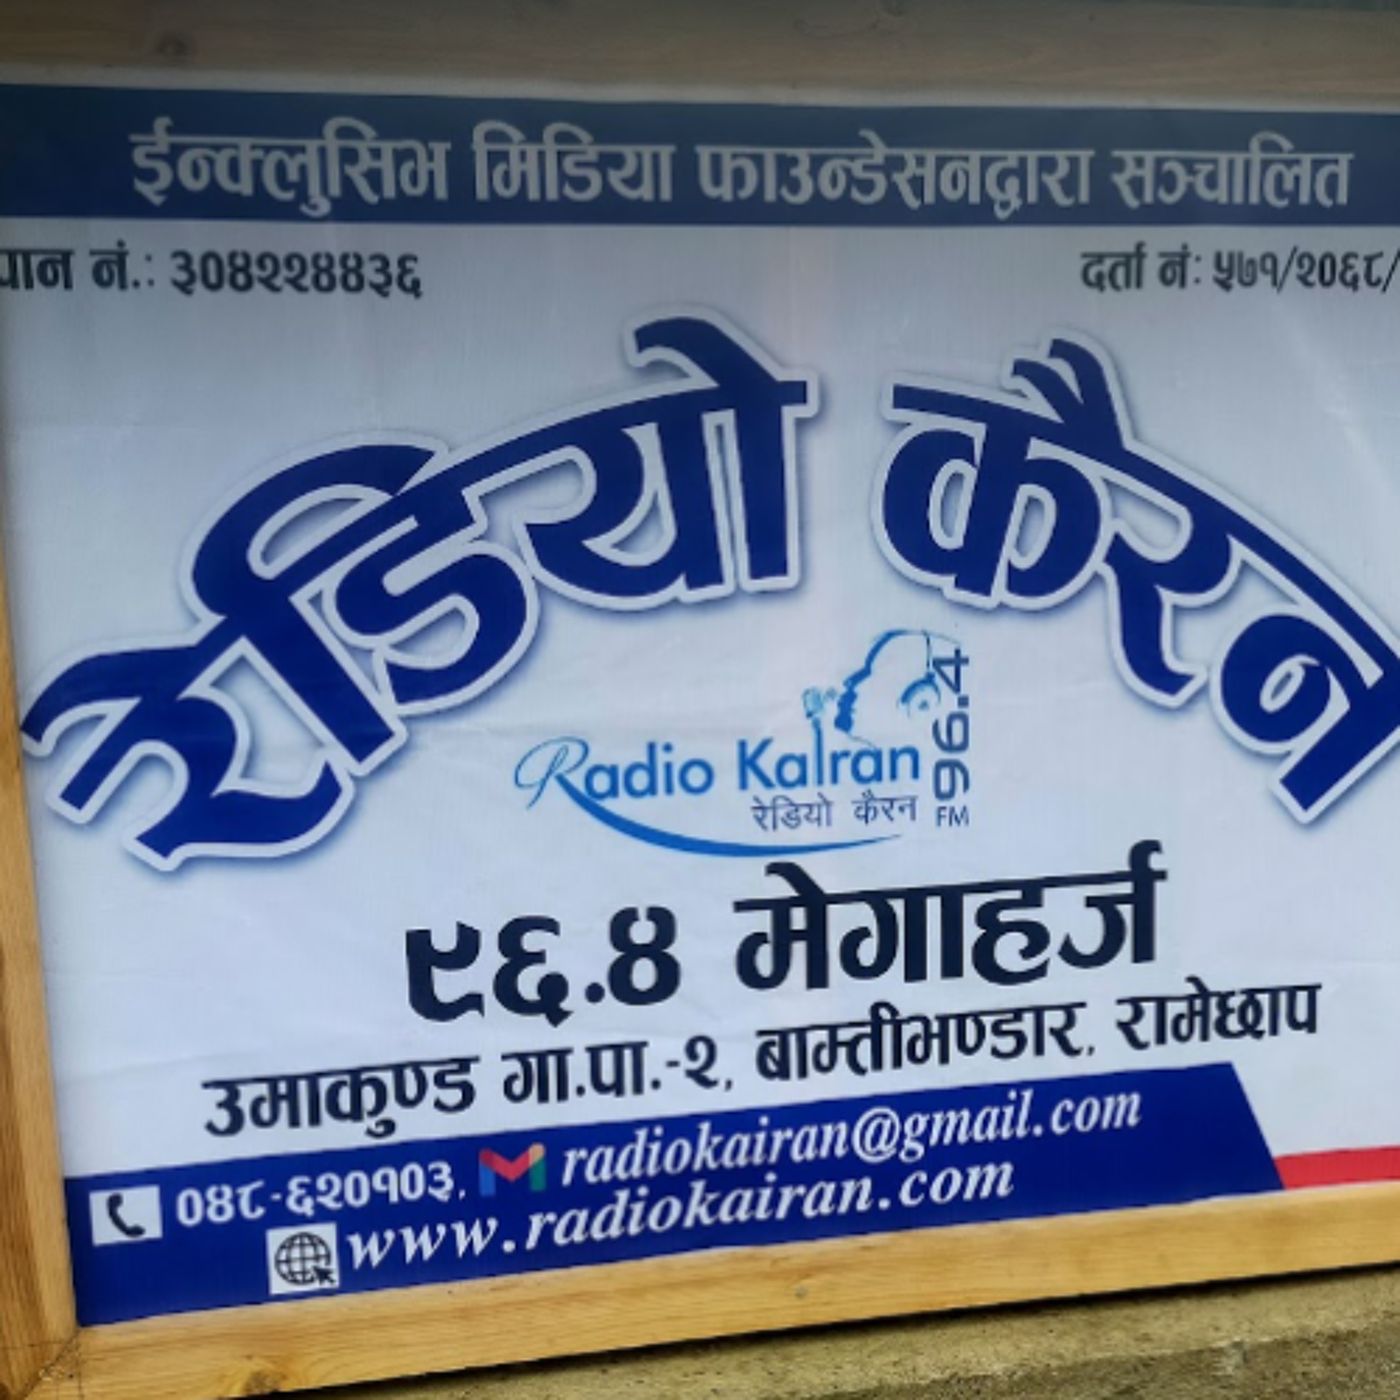 ईन्क्लुसिभ मिडिया फाउन्डेसनद्वारा सञ्चालित
पान नं.: ३०४२२४४३६ दर्ता नं: ५७१/२०६८/
रेडियो कैरन
Radio Kairan
रेडियो कैरन
FM 96.4
९६.४ मेगाहर्ज
उमाकुण्ड गा.पा.-२, बाम्तीभण्डार, रामेछाप
०४८-६२०१०३, radiokairan@gmail.com
www.radiokairan.com